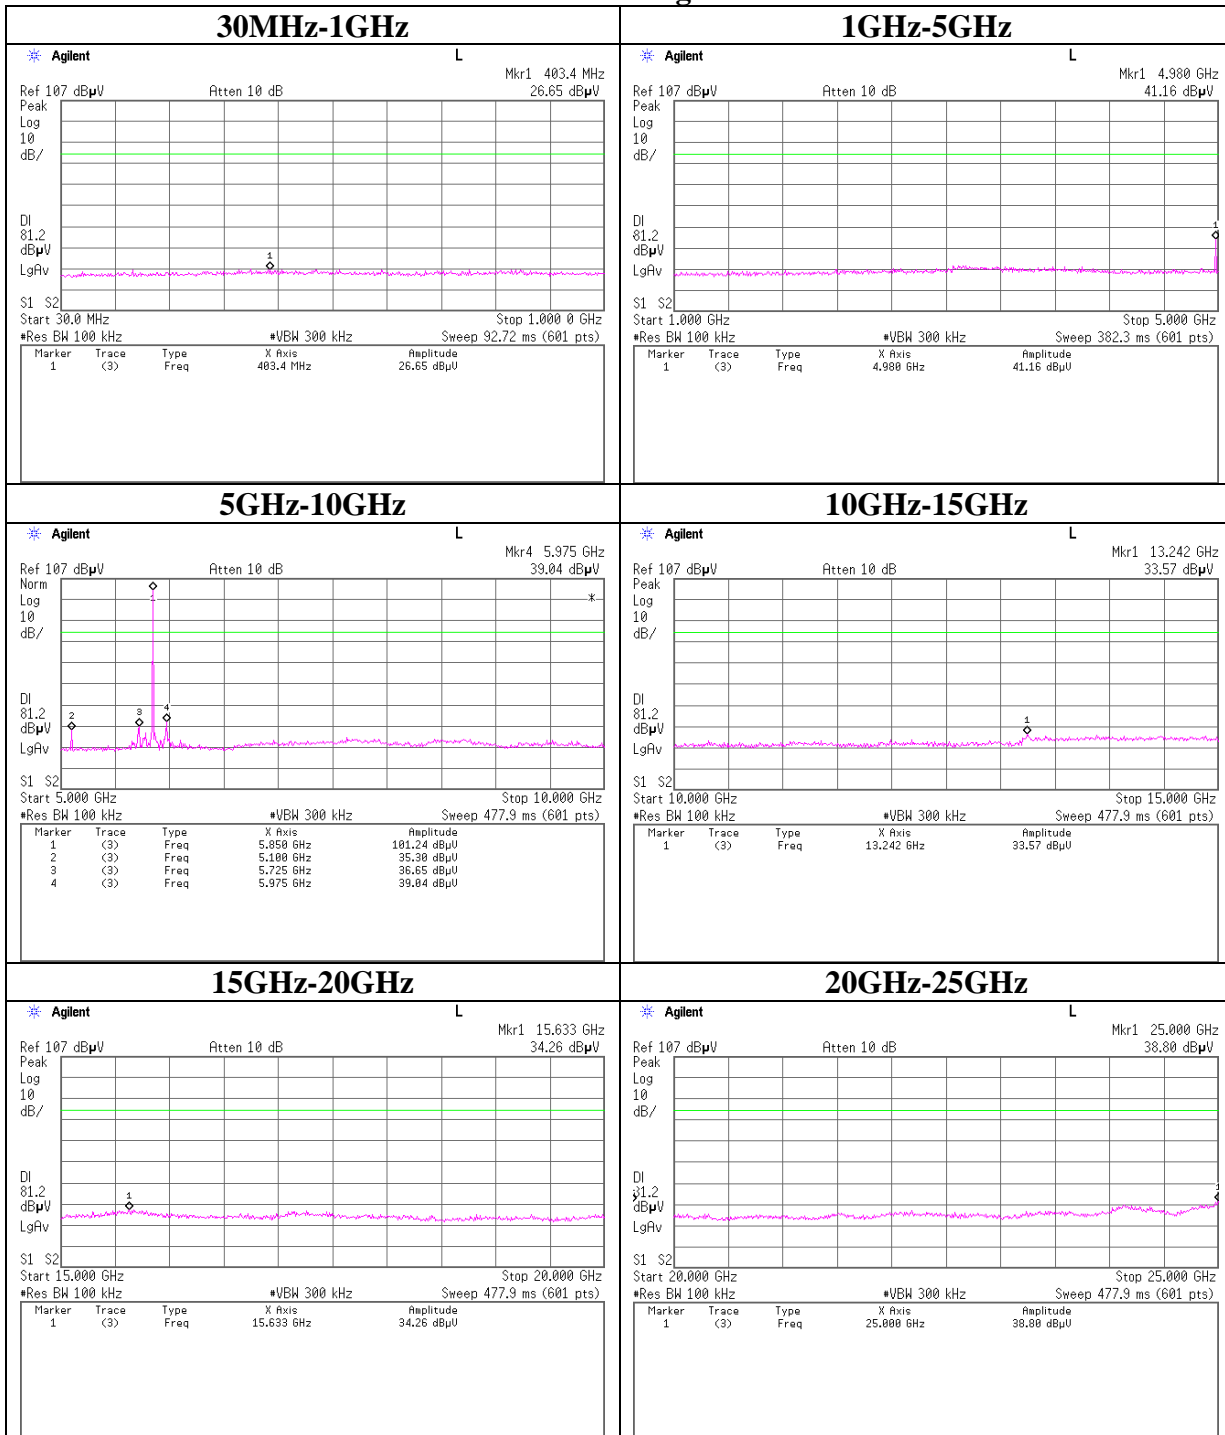 30MHz-1GHz
Agilent L
Mkr1 403.4 MHz
Ref 107 dBµV Atten 10 dB 26.65 dBµV
Peak
Log
10
dB/
DI
81.2
dBµV
LgAv
1
S1 S2
Start 30.0 MHz Stop 1.000 0 GHz
#Res BW 100 kHz #VBW 300 kHz Sweep 92.72 ms (601 pts)
Marker Trace Type X Axis Amplitude
1 (3) Freq 403.4 MHz 26.65 dBµV
1GHz-5GHz
Agilent L
Mkr1 4.980 GHz
Ref 107 dBµV Atten 10 dB 41.16 dBµV
Peak
Log
10
dB/
DI
81.2
dBµV
LgAv
1
S1 S2
Start 1.000 GHz Stop 5.000 GHz
#Res BW 100 kHz #VBW 300 kHz Sweep 382.3 ms (601 pts)
Marker Trace Type X Axis Amplitude
1 (3) Freq 4.980 GHz 41.16 dBµV
5GHz-10GHz
Agilent L
Mkr4 5.975 GHz
Ref 107 dBµV Atten 10 dB 39.04 dBµV
Norm
Log
10
dB/
*
1
DI
81.2
dBµV
LgAv
2 3 4
S1 S2
Start 5.000 GHz Stop 10.000 GHz
#Res BW 100 kHz #VBW 300 kHz Sweep 477.9 ms (601 pts)
Marker Trace Type X Axis Amplitude
1 (3) Freq 5.850 GHz 101.24 dBµV
2 (3) Freq 5.100 GHz 35.30 dBµV
3 (3) Freq 5.725 GHz 36.65 dBµV
4 (3) Freq 5.975 GHz 39.04 dBµV
10GHz-15GHz
Agilent L
Mkr1 13.242 GHz
Ref 107 dBµV Atten 10 dB 33.57 dBµV
Peak
Log
10
dB/
DI
81.2
dBµV
LgAv
1
S1 S2
Start 10.000 GHz Stop 15.000 GHz
#Res BW 100 kHz #VBW 300 kHz Sweep 477.9 ms (601 pts)
Marker Trace Type X Axis Amplitude
1 (3) Freq 13.242 GHz 33.57 dBµV
15GHz-20GHz
Agilent L
Mkr1 15.633 GHz
Ref 107 dBµV Atten 10 dB 34.26 dBµV
Peak
Log
10
dB/
DI
81.2
dBµV
LgAv
1
S1 S2
Start 15.000 GHz Stop 20.000 GHz
#Res BW 100 kHz #VBW 300 kHz Sweep 477.9 ms (601 pts)
Marker Trace Type X Axis Amplitude
1 (3) Freq 15.633 GHz 34.26 dBµV
20GHz-25GHz
Agilent L
Mkr1 25.000 GHz
Ref 107 dBµV Atten 10 dB 38.80 dBµV
Peak
Log
10
dB/
DI
81.2
dBµV
LgAv
1
S1 S2
Start 20.000 GHz Stop 25.000 GHz
#Res BW 100 kHz #VBW 300 kHz Sweep 477.9 ms (601 pts)
Marker Trace Type X Axis Amplitude
1 (3) Freq 25.000 GHz 38.80 dBµV